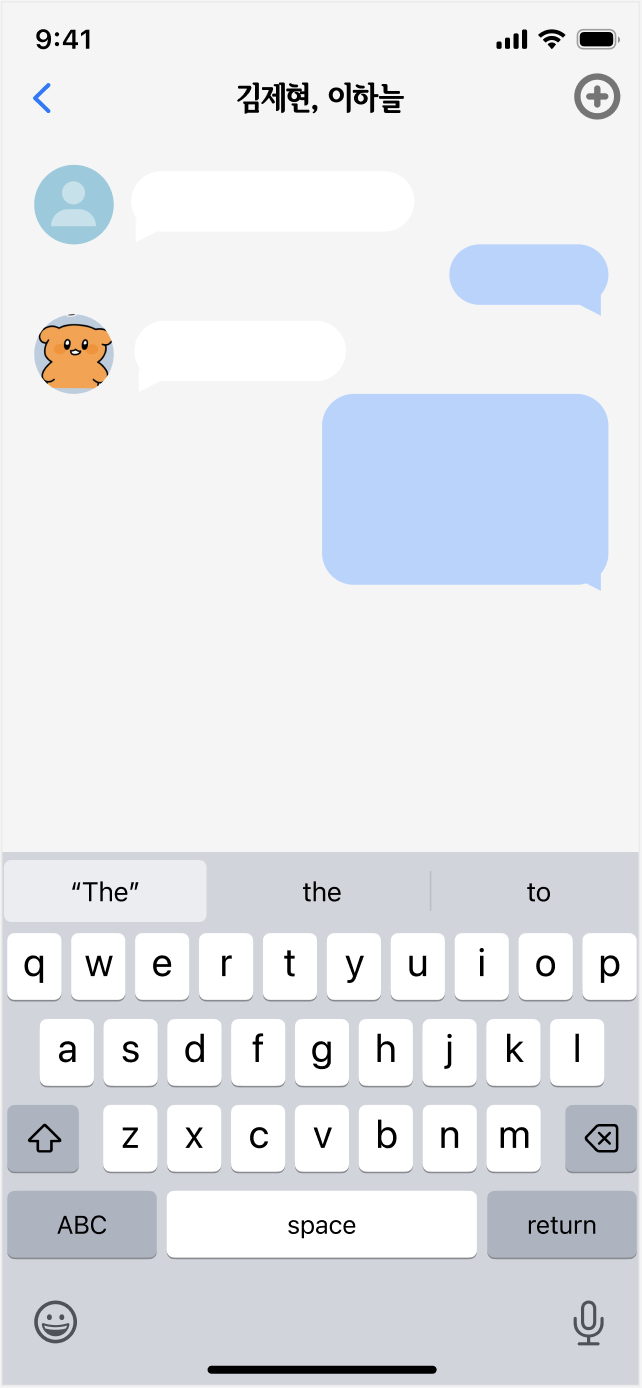 9:41
김제현, 이하늘
“The” the to
q w e r t y u i o p
a s d f g h j k l
z x c v b n m
ABC space return